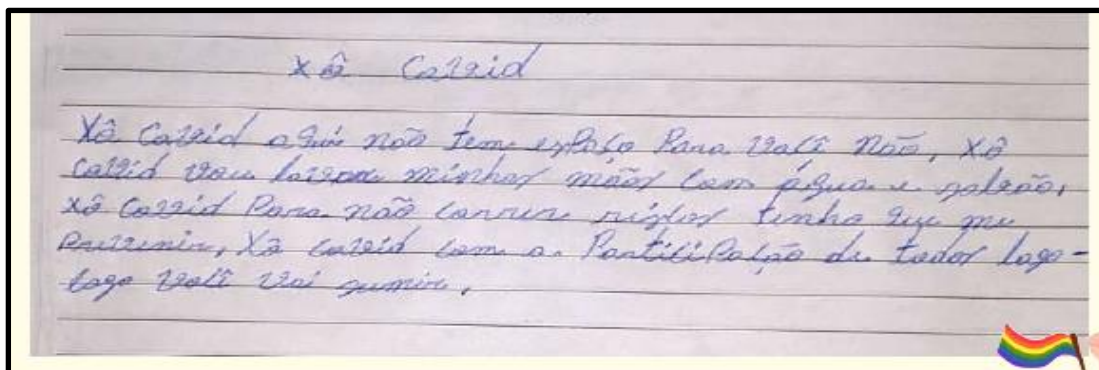 Xô Covid
Xô Covid aqui não tem espaço Para você não, Xô
Covid vou lavar minhas mãos com água e sabão,
xô Covid Para não correr riscos tenho que me
Prevenir, Xô covid com a Participação de todos logo-
logo você vai sumir.